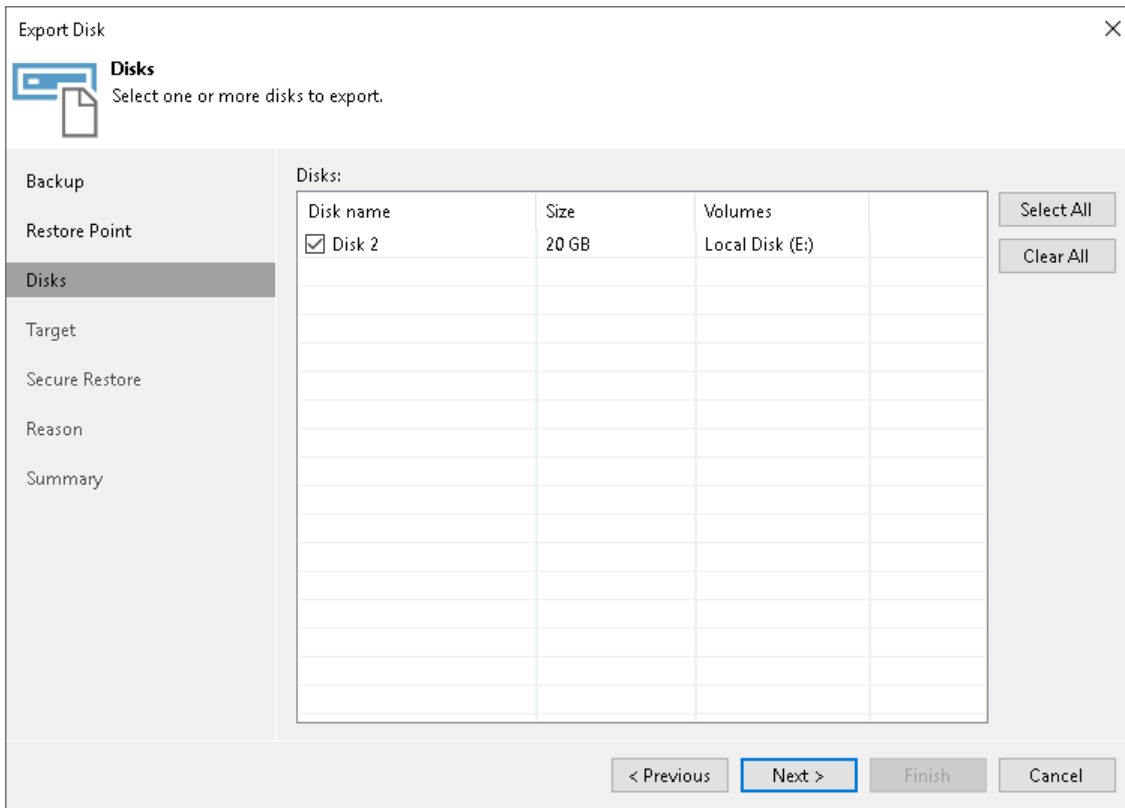 Export Disk
Disks
Select one or more disks to export.
Backup
Restore Point
Disks
Target
Secure Restore
Reason
Summary
Disks:
Disk name Size Volumes
Disk 2 20 GB Local Disk (E:)
Select All
Clear All
< Previous Next > Finish Cancel